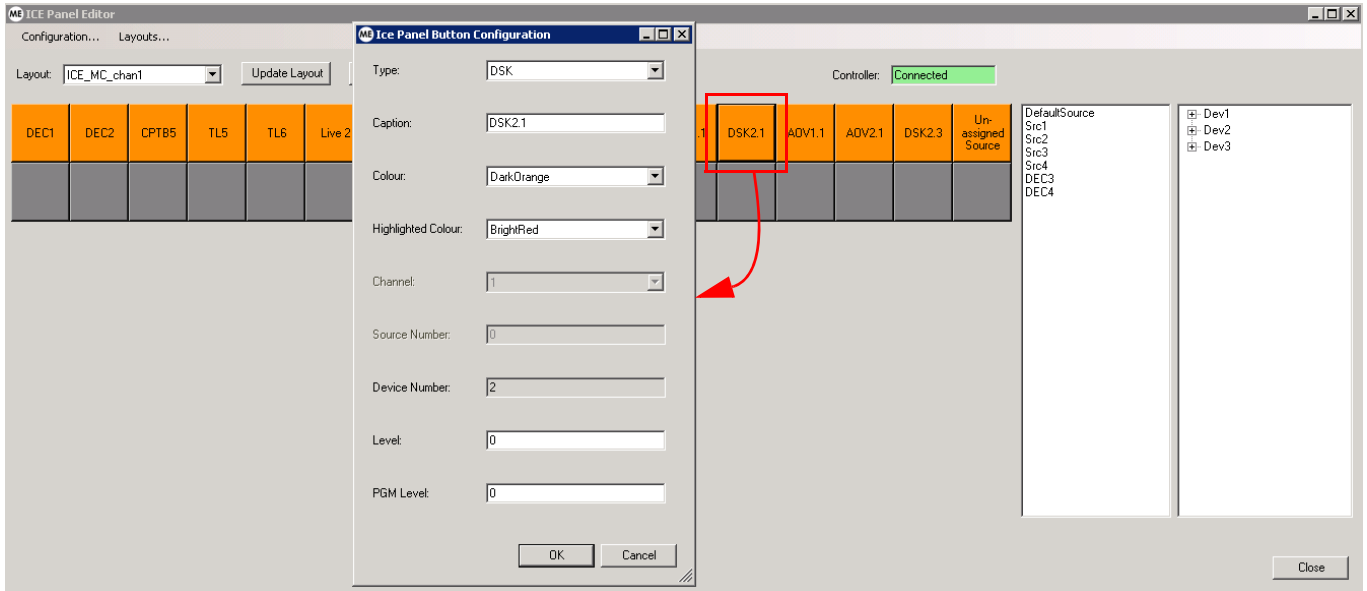 ME ICE Panel Editor
Configuration... Layouts...
Layout: ICE_MC_chan1 Update Layout Controller: Connected
DEC1 DEC2 CPTB5 TL5 TL6 Live 2 .1 DSK2.1 AOV1.1 AOV2.1 DSK2.3 Un-assigned Source
DefaultSource
Src1
Src2
Src3
Src4
DEC3
DEC4
Dev1
Dev2
Dev3
ME Ice Panel Button Configuration
Type: DSK
Caption: DSK2.1
Colour: DarkOrange
Highlighted Colour: BrightRed
Channel: 1
Source Number: 0
Device Number: 2
Level: 0
PGM Level: 0
OK Cancel
Close